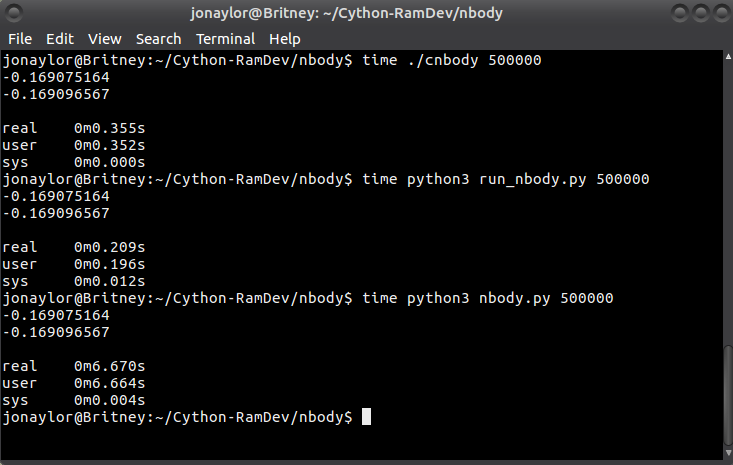 jonaylor@Britney: ~/Cython-RamDev/nbody
File Edit View Search Terminal Help
jonaylor@Britney:~/Cython-RamDev/nbody$ time ./cnbody 500000
-0.169075164
-0.169096567
real 0m0.355s
user 0m0.352s
sys 0m0.000s
jonaylor@Britney:~/Cython-RamDev/nbody$ time python3 run_nbody.py 500000
-0.169075164
-0.169096567
real 0m0.209s
user 0m0.196s
sys 0m0.012s
jonaylor@Britney:~/Cython-RamDev/nbody$ time python3 nbody.py 500000
-0.169075164
-0.169096567
real 0m6.670s
user 0m6.664s
sys 0m0.004s
jonaylor@Britney:~/Cython-RamDev/nbody$